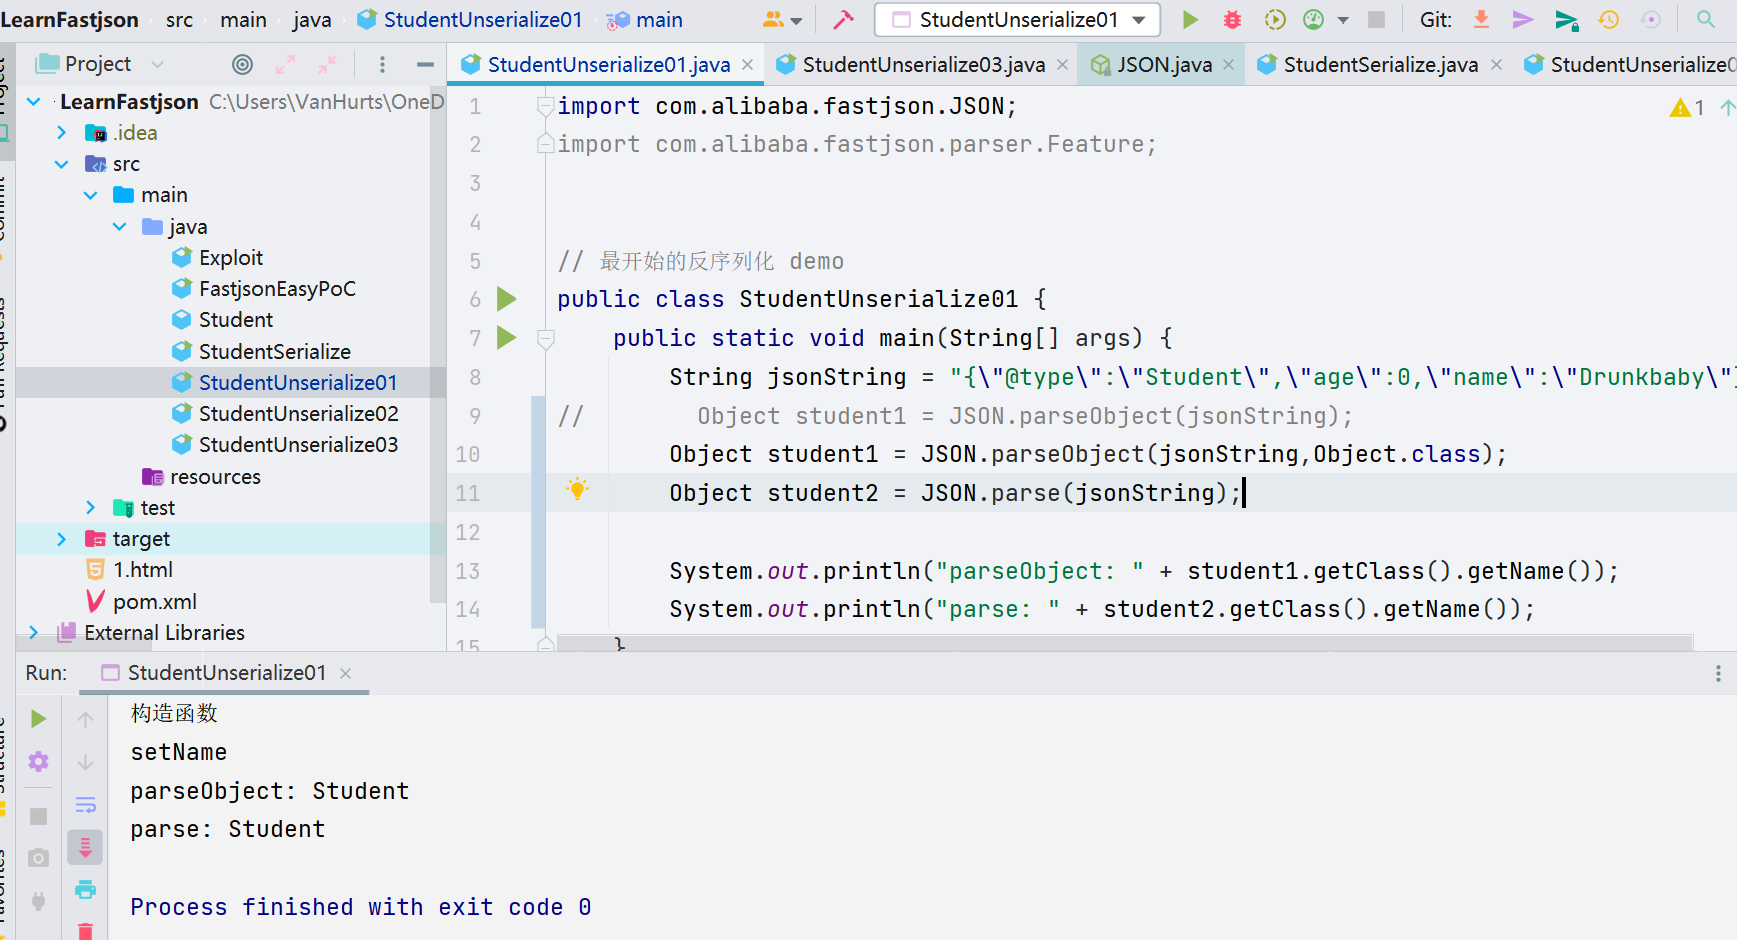 LearnFastjson src main java StudentUnserialize01 main StudentUnserialize01 Git:
Project
StudentUnserialize01.java StudentUnserialize03.java JSON.java StudentSerialize.java StudentUnserialize0
LearnFastjson C:\Users\VanHurts\OneD
.idea
src
main
java
Exploit
FastjsonEasyPoC
Student
StudentSerialize
StudentUnserialize01
StudentUnserialize02
StudentUnserialize03
resources
test
target
1.html
pom.xml
External Libraries
1 import com.alibaba.fastjson.JSON; 1
2 import com.alibaba.fastjson.parser.Feature;
3
4
5 // 最开始的反序列化 demo
6 public class StudentUnserialize01 {
7 public static void main(String[] args) {
8 String jsonString = "{\"@type\":\"Student\",\"age\":0,\"name\":\"Drunkbaby\"}
9 // Object student1 = JSON.parseObject(jsonString);
10 Object student1 = JSON.parseObject(jsonString,Object.class);
11 Object student2 = JSON.parse(jsonString);
12
13 System.out.println("parseObject: " + student1.getClass().getName());
14 System.out.println("parse: " + student2.getClass().getName());
15 }
Run: StudentUnserialize01
构造函数
setName
parseObject: Student
parse: Student
Process finished with exit code 0